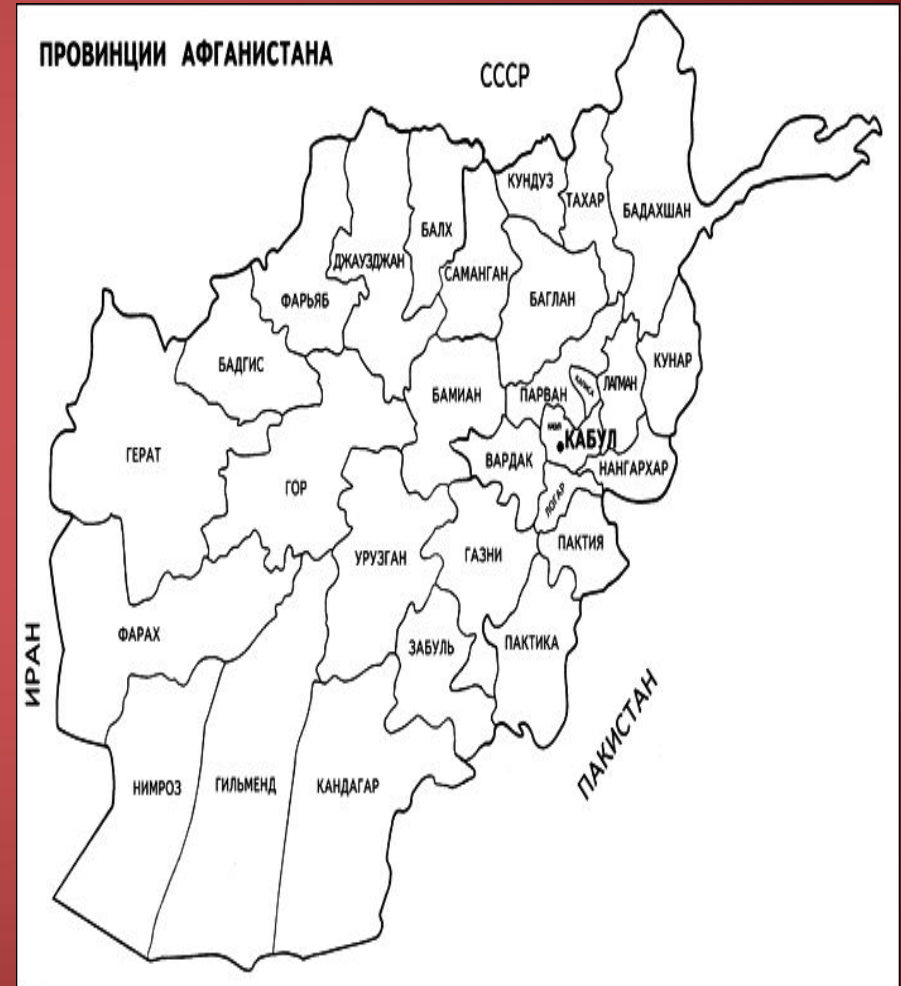 ПРОВИНЦИИ АФГАНИСТАНА
СССР
КУНДУЗ
ТАХАР
БАДАХШАН
БАЛХ
ДЖАУЗДЖАН
САМАНГАН
ФАРЬЯБ
БАГЛАН
БАДГИС
КУНАР
ЛАГМАН
КАПИСА
ПАРВАН
БАМИАН
КАБУЛ
ГЕРАТ
ВАРДАК
НАНГАРХАР
ГОР
ЛОГАР
ПАКТИЯ
УРУЗГАН
ГАЗНИ
ФАРАХ
ЗАБУЛЬ
ПАКТИКА
ИРАН
ПАКИСТАН
НИМРОЗ
ГИЛЬМЕНД
КАНДАГАР